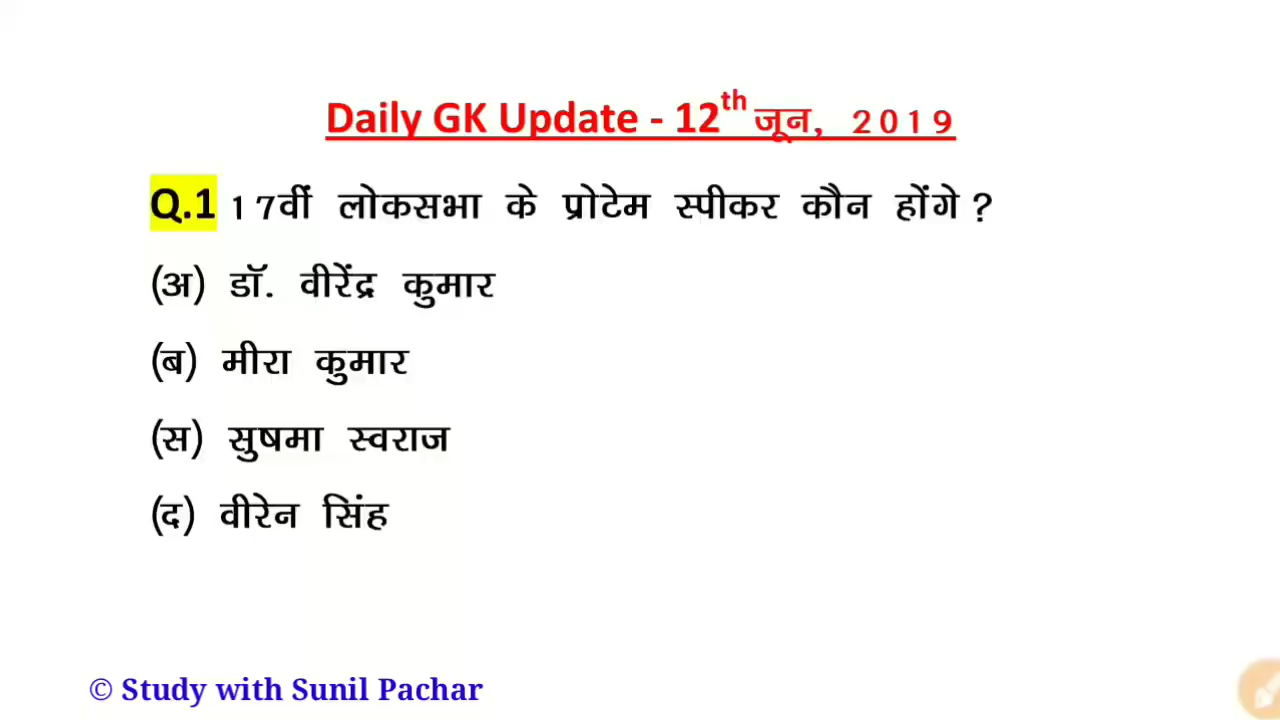 Daily GK Update - 12th जून, 2019
Q.1 17वीं लोकसभा के प्रोटेम स्पीकर कौन होंगे ?
(अ) डॉ. वीरेंद्र कुमार
(ब) मीरा कुमार
(स) सुषमा स्वराज
(द) वीरेन सिंह
© Study with Sunil Pachar